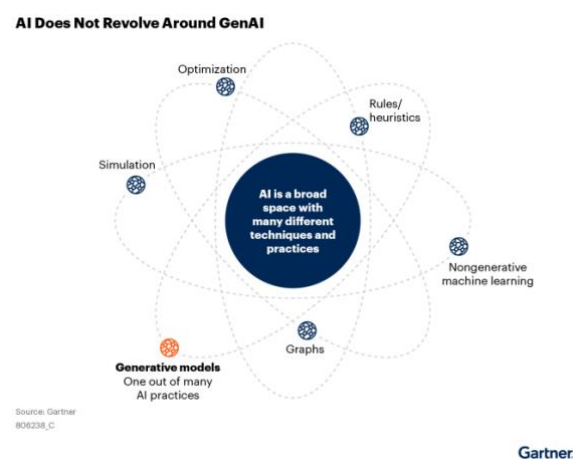 AI Does Not Revolve Around GenAI
Optimization
Rules/
heuristics
Simulation
AI is a broad
space with
many different
techniques and
practices
Nongenerative
machine learning
Graphs
Generative models
One out of many
AI practices
Source: Gartner
806238_C
Gartner.